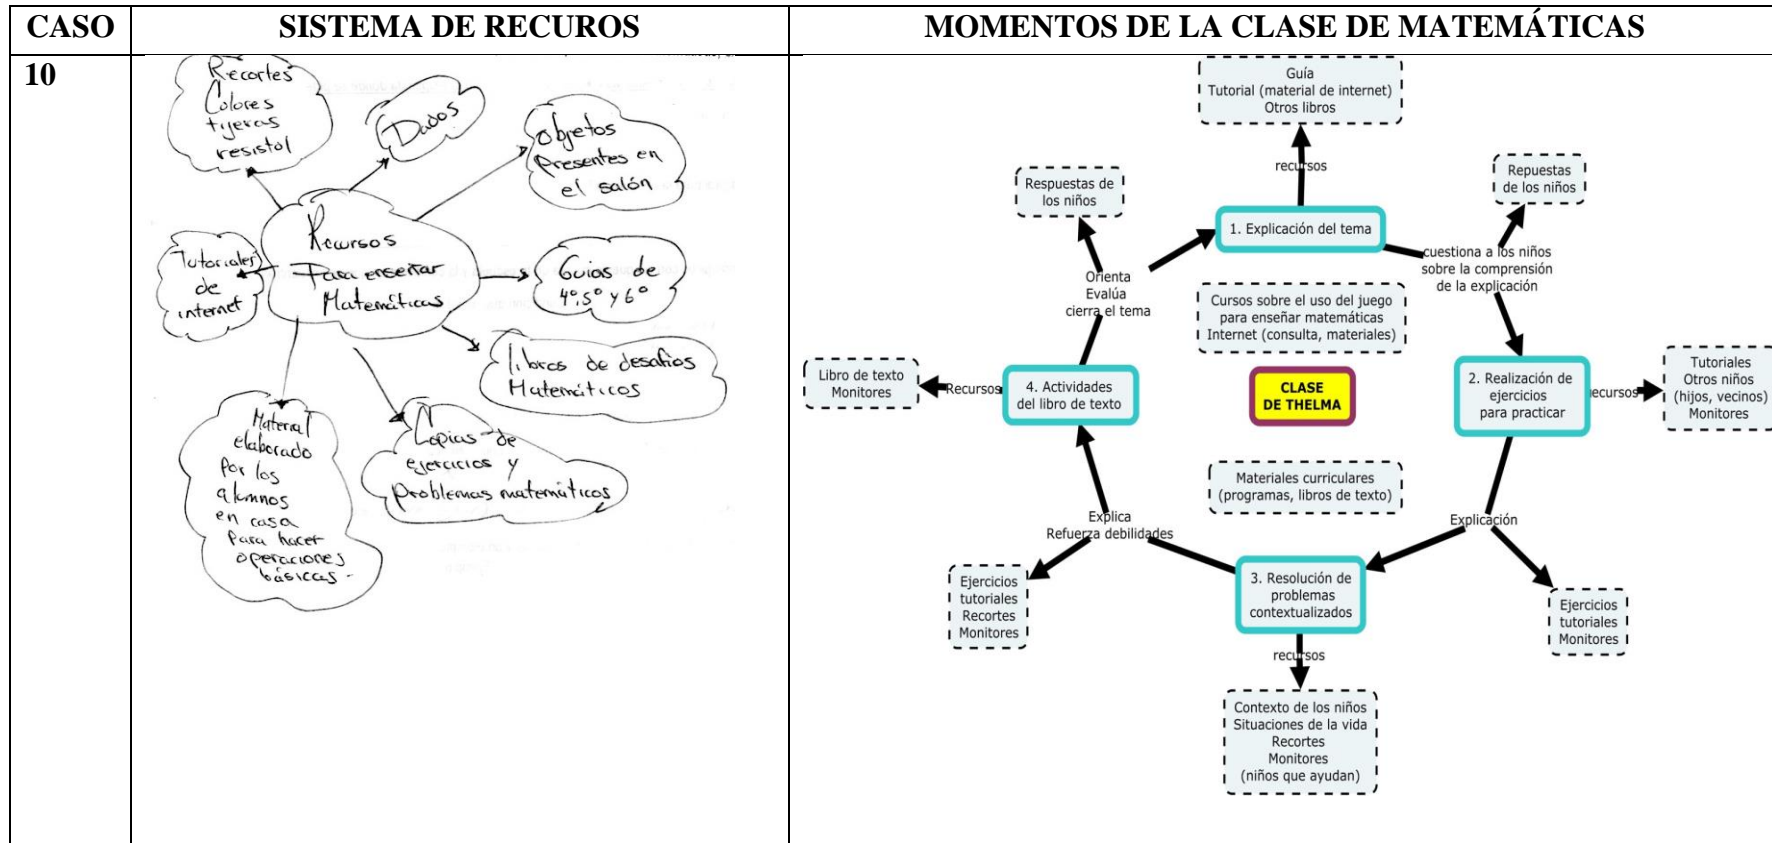 CASO
SISTEMA DE RECUROS
MOMENTOS DE LA CLASE DE MATEMÁTICAS
10
Recortes
Colores
tijeras
resistol
Dados
Objetos
presentes en
el salón
Recursos
Para enseñar
Matemáticas
Tutoriales
de
internet
Guías de
4º, 5º y 6º
Libros de desafíos
Matemáticos
Copias de
ejercicios y
problemas matemáticos
Material
elaborado
por los
alumnos
en casa
para hacer
operaciones
básicas.
Guía
Tutorial (material de internet)
Otros libros
recursos
Respuestas de
los niños
Repuestas
de los niños
1. Explicación del tema
cuestiona a los niños
sobre la comprensión
de la explicación
Orienta
Evalúa
cierra el tema
Cursos sobre el uso del juego
para enseñar matemáticas
Internet (consulta, materiales)
Libro de texto
Monitores
Recursos
4. Actividades
del libro de texto
CLASE
DE THELMA
2. Realización de
ejercicios
para practicar
ecursos
Tutoriales
Otros niños
(hijos, vecinos)
Monitores
Materiales curriculares
(programas, libros de texto)
Explica
Refuerza debilidades
Explicación
Ejercicios
tutoriales
Recortes
Monitores
3. Resolución de
problemas
contextualizados
Ejercicios
tutoriales
Monitores
recursos
Contexto de los niños
Situaciones de la vida
Recortes
Monitores
(niños que ayudan)